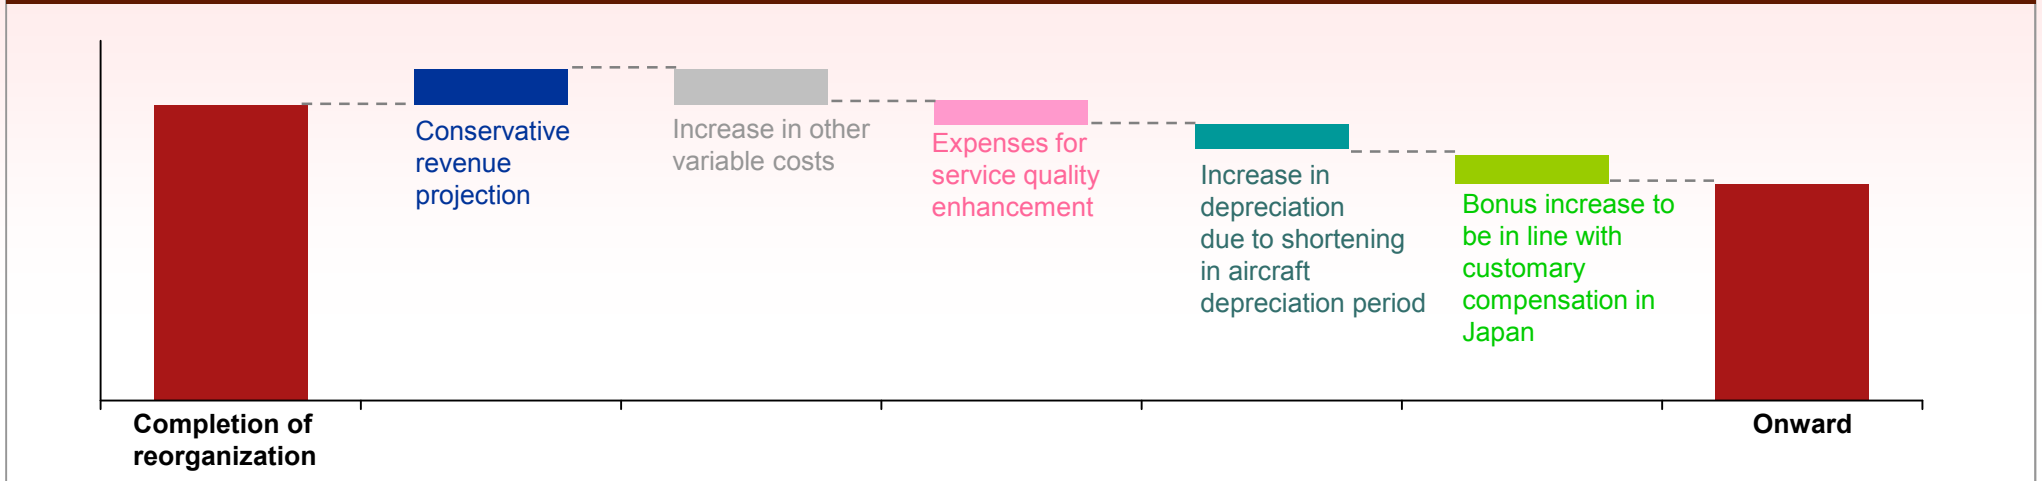 Conservative
revenue
projection
Increase in other
variable costs
Expenses for
service quality
enhancement
Increase in
depreciation
due to shortening
in aircraft
depreciation period
Bonus increase to
be in line with
customary
compensation in
Japan
Completion of
reorganization
Onward